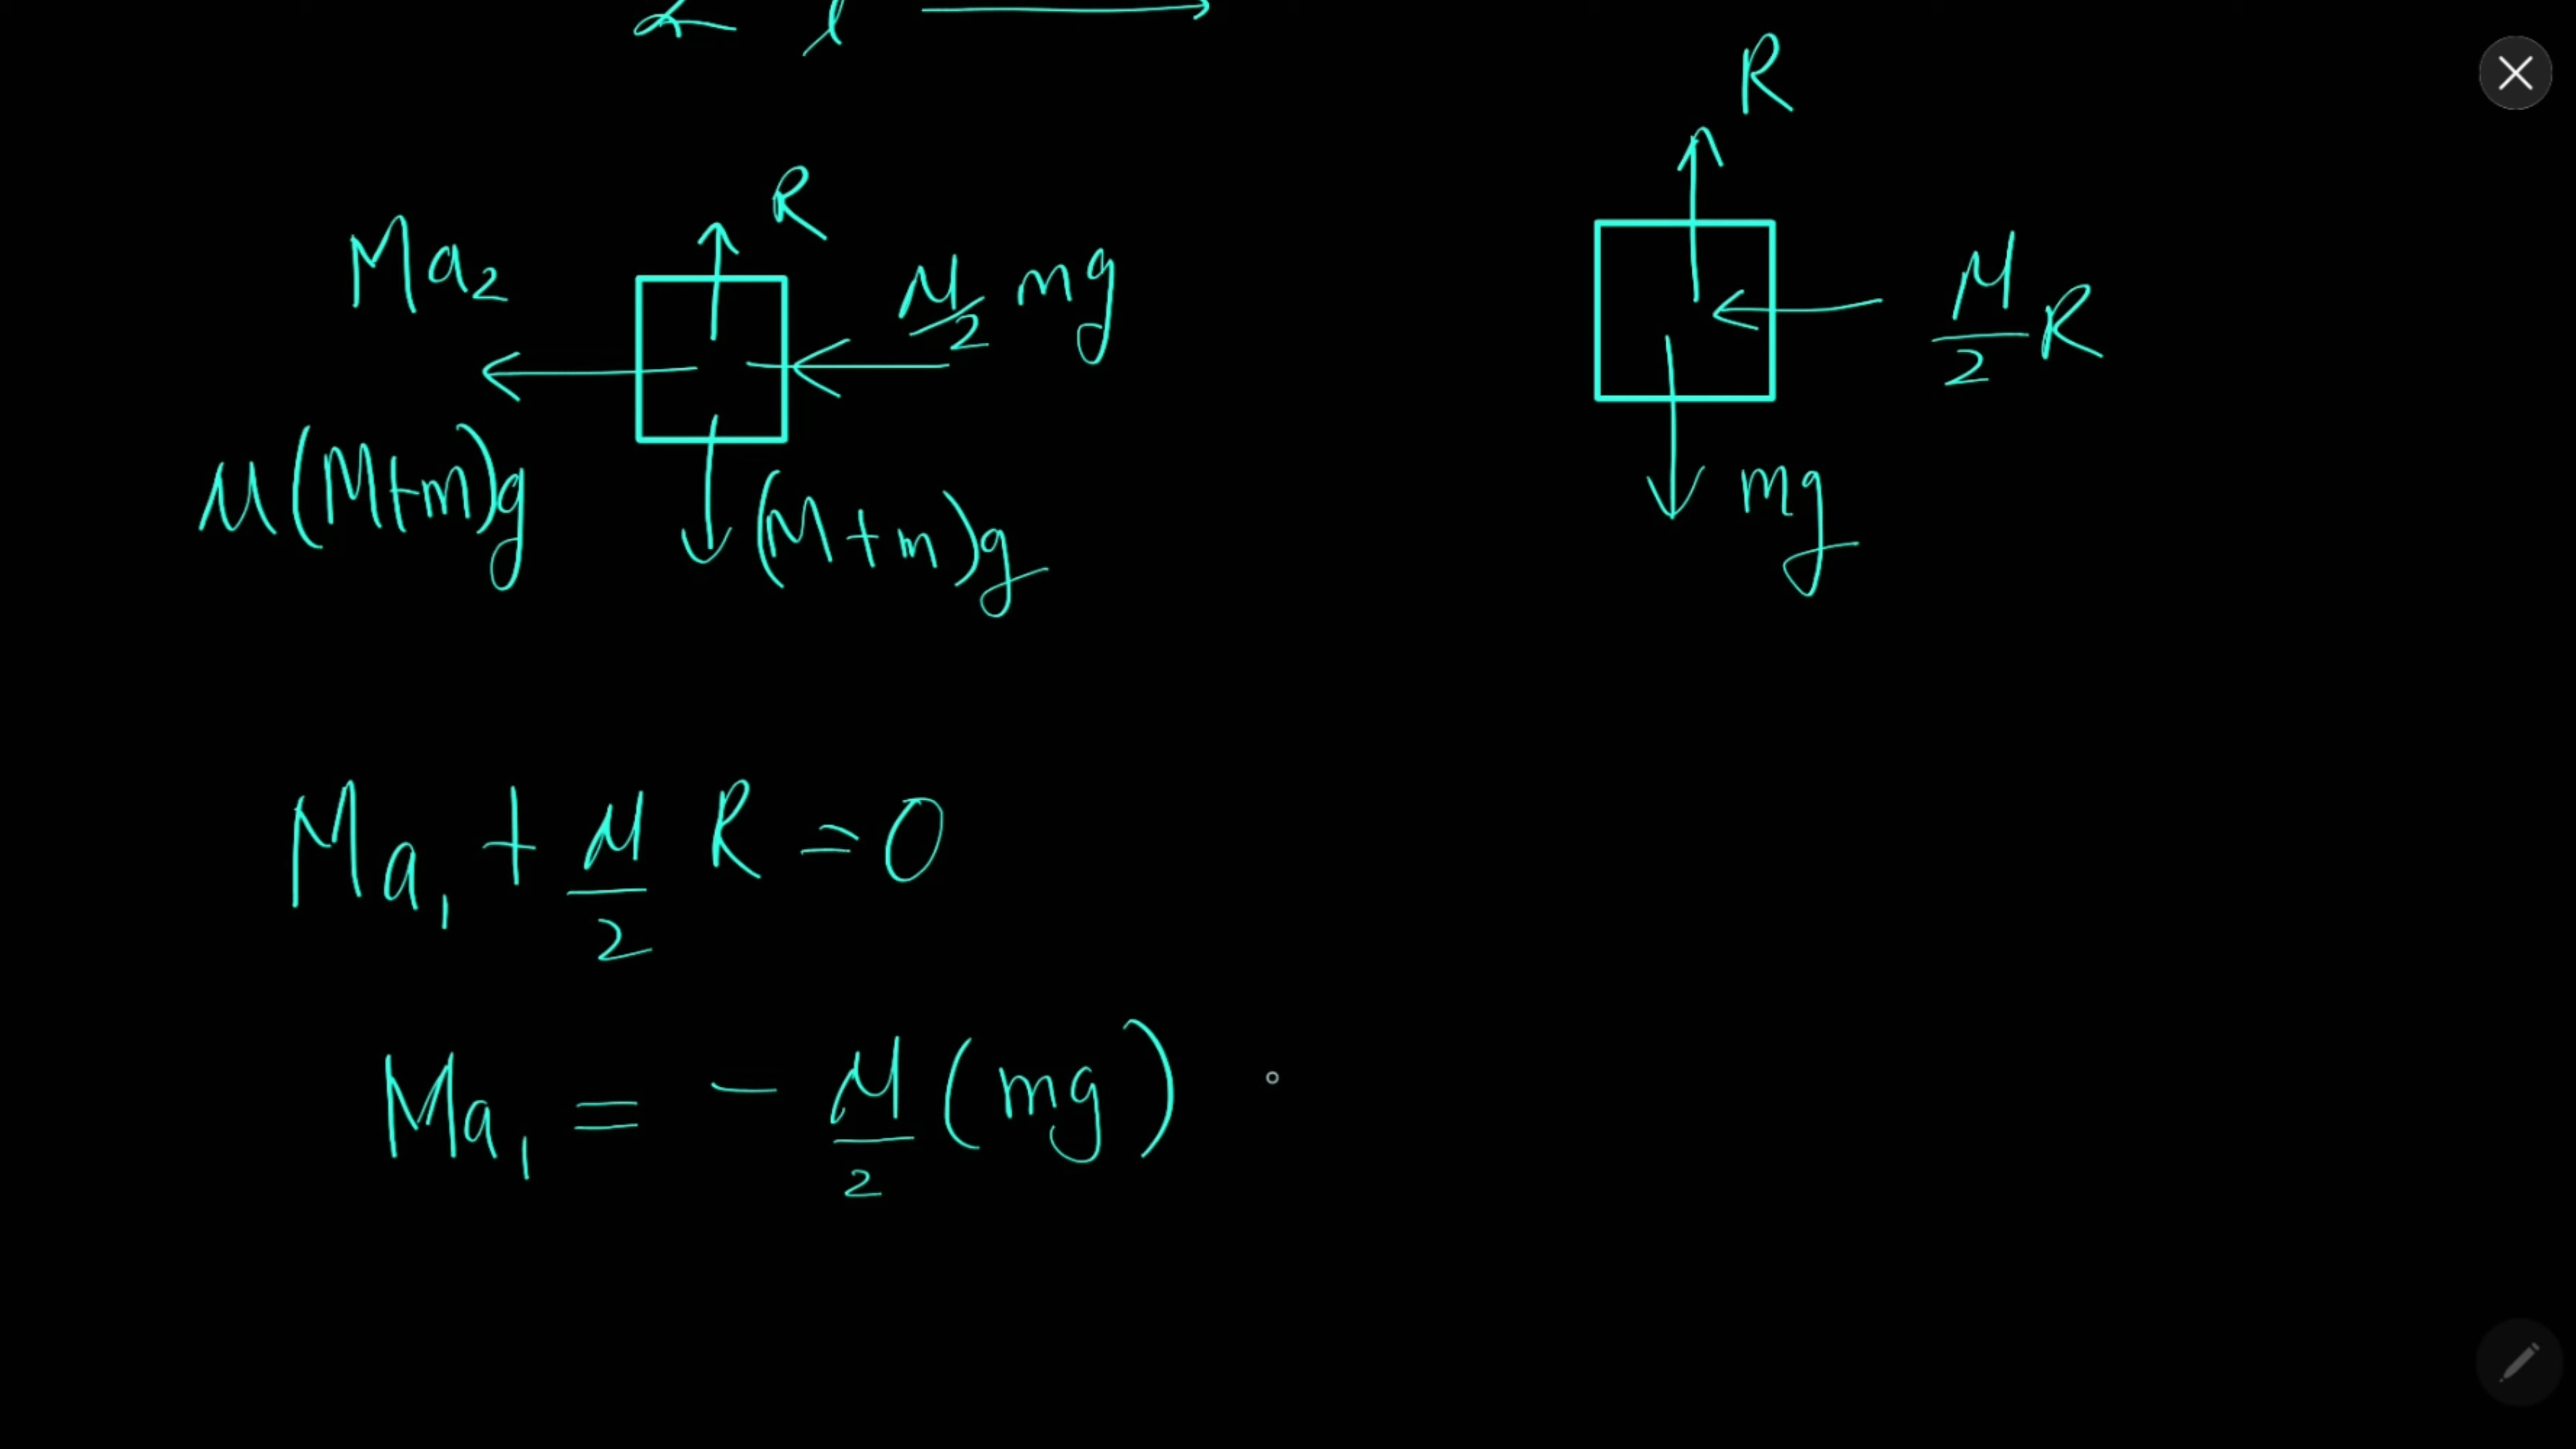 l
R
R
Ma₂
μ/2 mg
μ/2 R
μ(M+m)g
(M+m)g
mg
Ma₁ + μ/2 R = 0
Ma₁ = - μ/2 (mg)